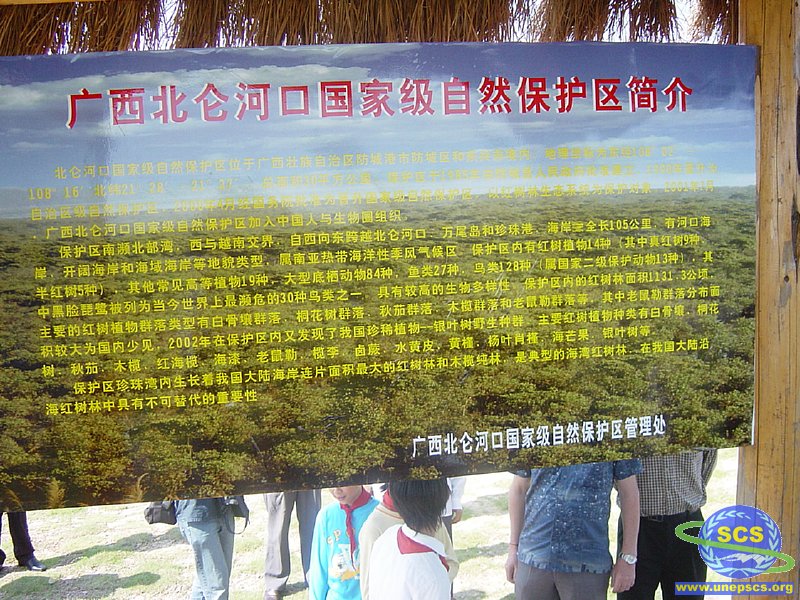 广西北仑河口国家级自然保护区简介
北仑河口国家级自然保护区位于广西壮族自治区防城港市防城区和
108°16′ 北纬21°28′
自治区级自然保护区，2000年4月经国务院批准为晋升国家级自然保护区，以红树林生态系统为保护对象，2001年7月
，广西北仑河口国家级自然保护区加入中国人与生物圈组织。
保护区南濒北部湾，西与越南交界，自西向东跨越北仑河口、万尾岛和珍珠港，海岸线全长105公里，有河口海
岸、开阔海岸和海域海岸等地貌类型，属南亚热带海洋性季风气候区。保护区内有红树植物14种（其中真红树9种，
半红树5种），其他常见高等植物19种，大型底栖动物84种，鱼类27种，鸟类128种（属国家二级保护动物13种），其
中黑脸琵鹭被列为当今世界上最濒危的30种鸟类之一，具有较高的生物多样性。保护区内的红树林面积1131.3公顷，
主要的红树植物群落类型有白骨壤群落、桐花树群落、秋茄群落、木榄群落和老鼠勒群落等，其中老鼠勒群落分布面
积较大为国内少见。2002年在保护区内又发现了我国珍稀植物--银叶树野生种群。主要红树植物种类有白骨壤、桐花
树、秋茄、木榄、红海榄、海漆、老鼠勒、榄李、卤蕨、水黄皮、黄槿、杨叶肖槿、海芒果、银叶树等。
保护区珍珠湾内生长着我国大陆海岸连片面积最大的红树林和木榄纯林，是典型的海湾红树林，在我国大陆沿
海红树林中具有不可替代的重要性
广西北仑河口国家级自然保护区管理处
SCS
www.unepscs.org